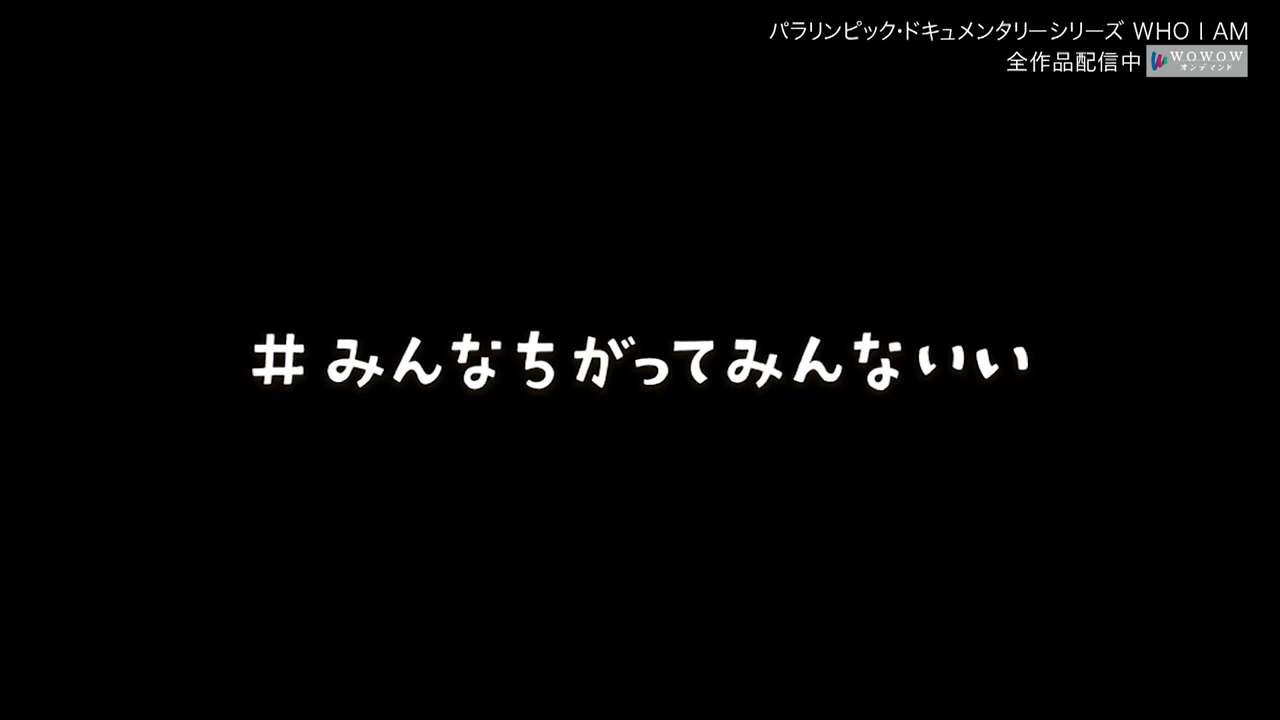 パラリンピック・ドキュメンタリーシリーズ WHO I AM
全作品配信中 WOWOW オンデマンド
#みんなちがってみんないい